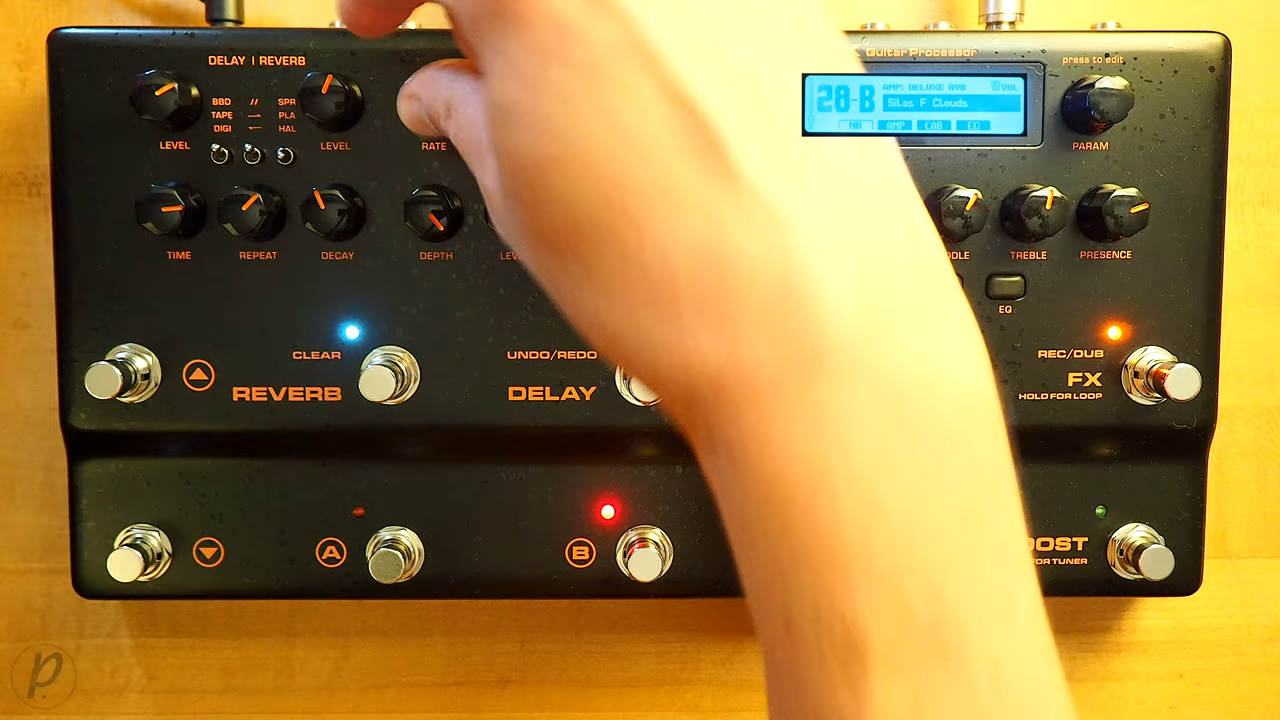 DELAY | REVERB
Guitar Processor
press to edit
BBD // SPR
TAPE PLA
DIGI HAL
28-B
AMP: DELUXE RVB VOL
Silas F Clouds
NR AMP CAB EQ
LEVEL LEVEL RATE PARAM
TIME REPEAT DECAY DEPTH TREBLE PRESENCE
EQ
CLEAR UNDO/REDO REC/DUB
REVERB DELAY FX
HOLD FOR LOOP
A B
FOR TUNER
p